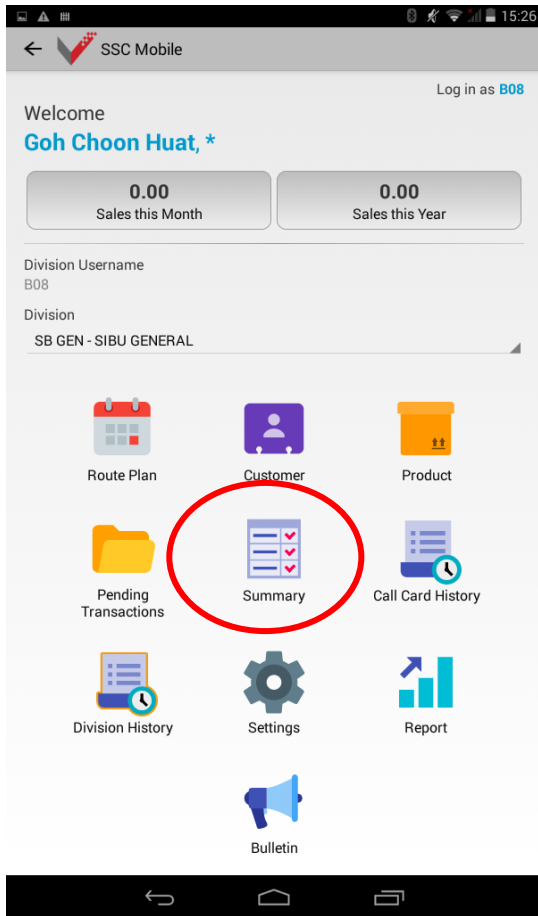 15:26
SSC Mobile
Log in as B08
Welcome
Goh Choon Huat, *
0.00 0.00
Sales this Month Sales this Year
Division Username
B08
Division
SB GEN - SIBU GENERAL
Route Plan Customer Product
Pending Transactions Summary Call Card History
Division History Settings Report
Bulletin